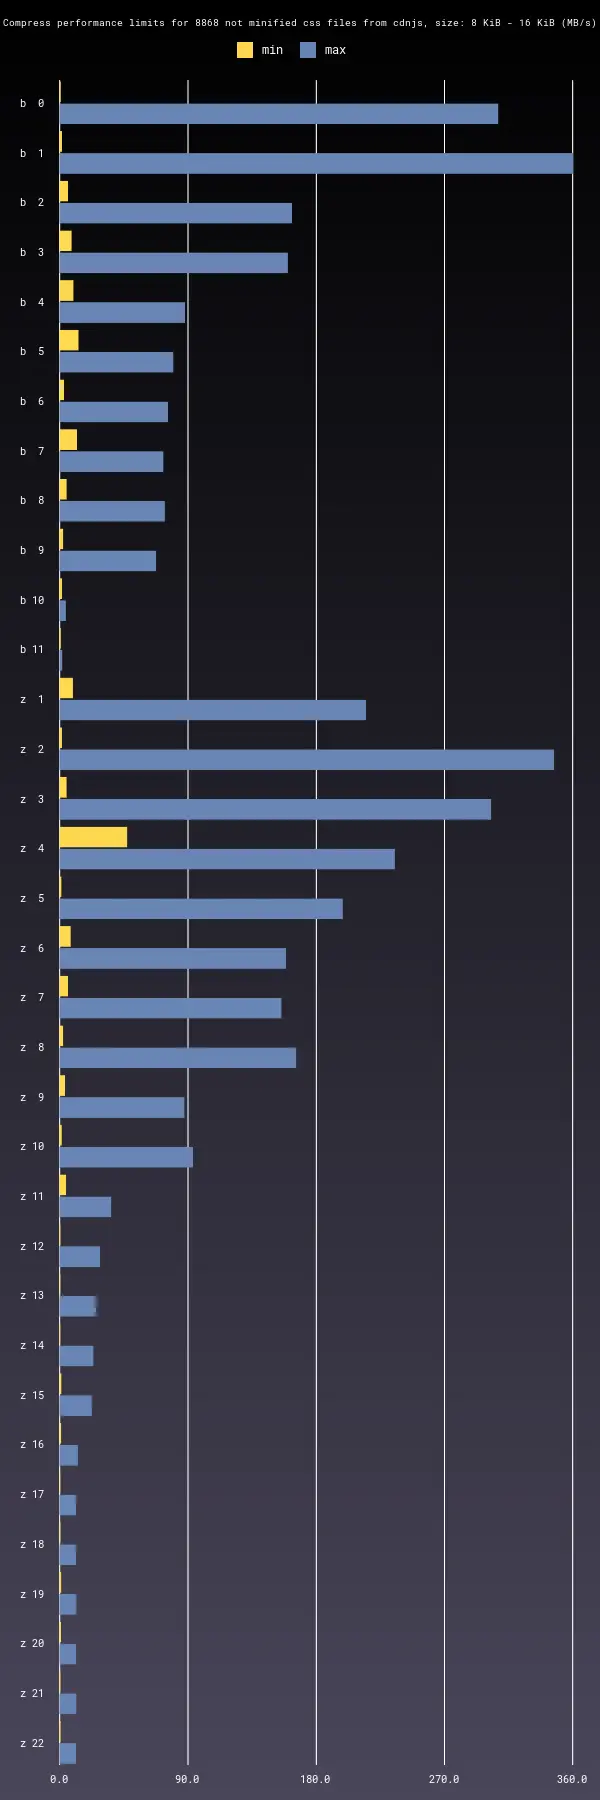 Compress performance limits for 8868 not minified css files from cdnjs, size: 8 KiB - 16 KiB (MB/s)
min max
b 0
b 1
b 2
b 3
b 4
b 5
b 6
b 7
b 8
b 9
b 10
b 11
z 1
z 2
z 3
z 4
z 5
z 6
z 7
z 8
z 9
z 10
z 11
z 12
z 13
z 14
z 15
z 16
z 17
z 18
z 19
z 20
z 21
z 22
0.0 90.0 180.0 270.0 360.0